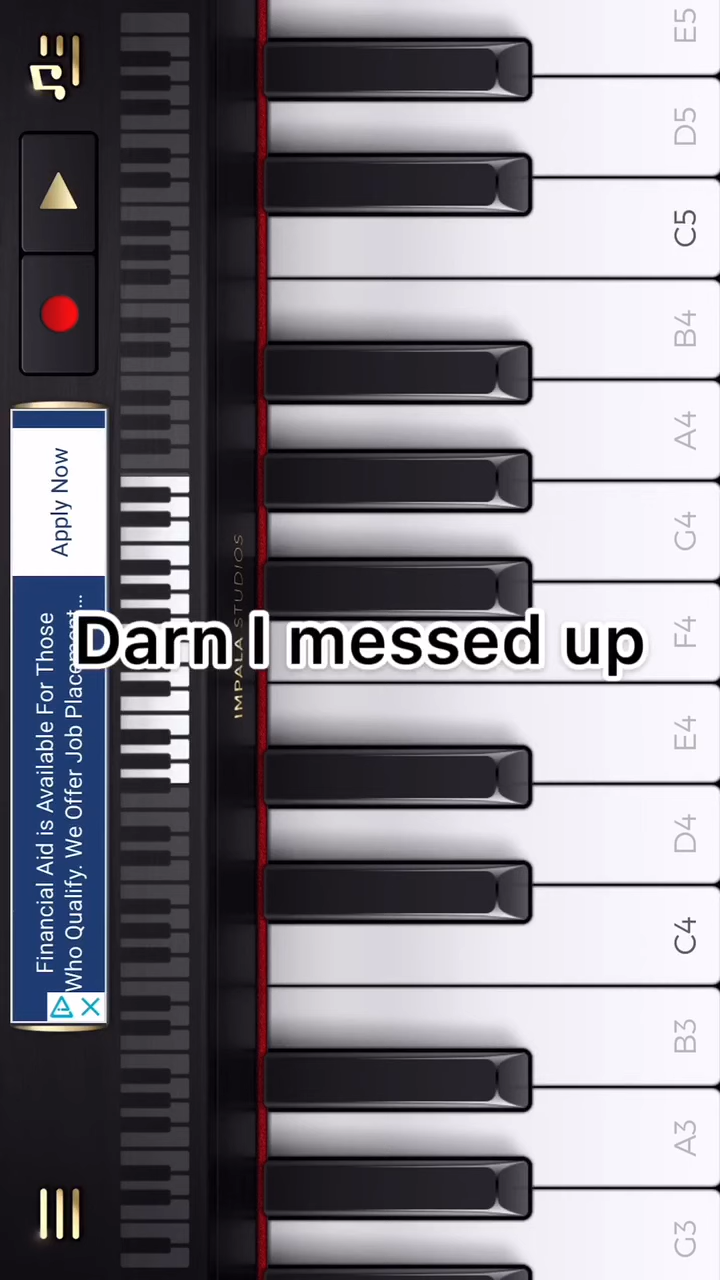 Darn I messed up
Financial Aid is Available For Those
Who Qualify. We Offer Job Placement...
Apply Now
IMPALA STUDIOS
G3
A3
B3
C4
D4
E4
F4
G4
A4
B4
C5
D5
E5